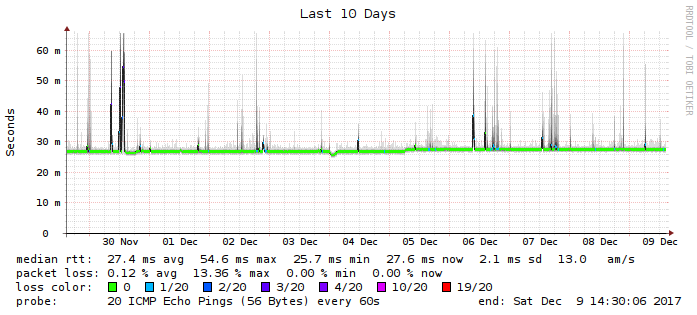 Last 10 Days
RRDTOOL / TOBI OETIKER
Seconds
60 m
50 m
40 m
30 m
20 m
10 m
0
30 Nov 01 Dec 02 Dec 03 Dec 04 Dec 05 Dec 06 Dec 07 Dec 08 Dec 09 Dec
median rtt: 27.4 ms avg 54.6 ms max 25.7 ms min 27.6 ms now 2.1 ms sd 13.0 am/s
packet loss: 0.12 % avg 13.36 % max 0.00 % min 0.00 % now
loss color: 0 1/20 2/20 3/20 4/20 10/20 19/20
probe: 20 ICMP Echo Pings (56 Bytes) every 60s end: Sat Dec 9 14:30:06 2017